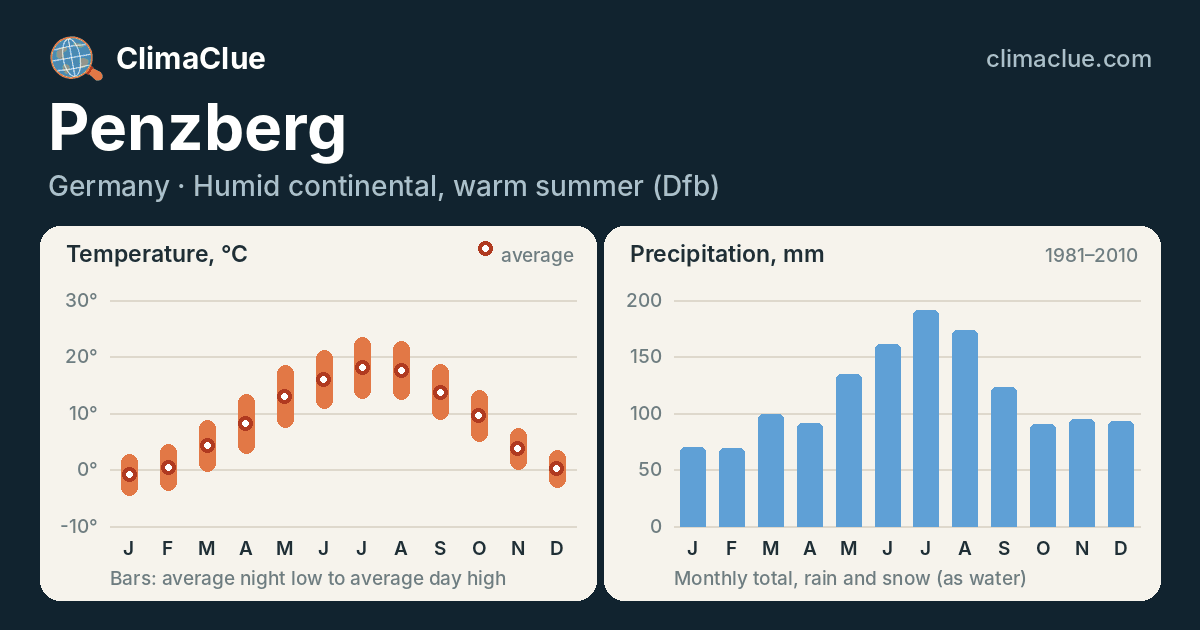 ClimaClue
climaclue.com
Penzberg
Germany · Humid continental, warm summer (Dfb)
Temperature, °C
average
30°
20°
10°
0°
-10°
J F M A M J J A S O N D
Bars: average night low to average day high
Precipitation, mm
1981–2010
200
150
100
50
0
J F M A M J J A S O N D
Monthly total, rain and snow (as water)